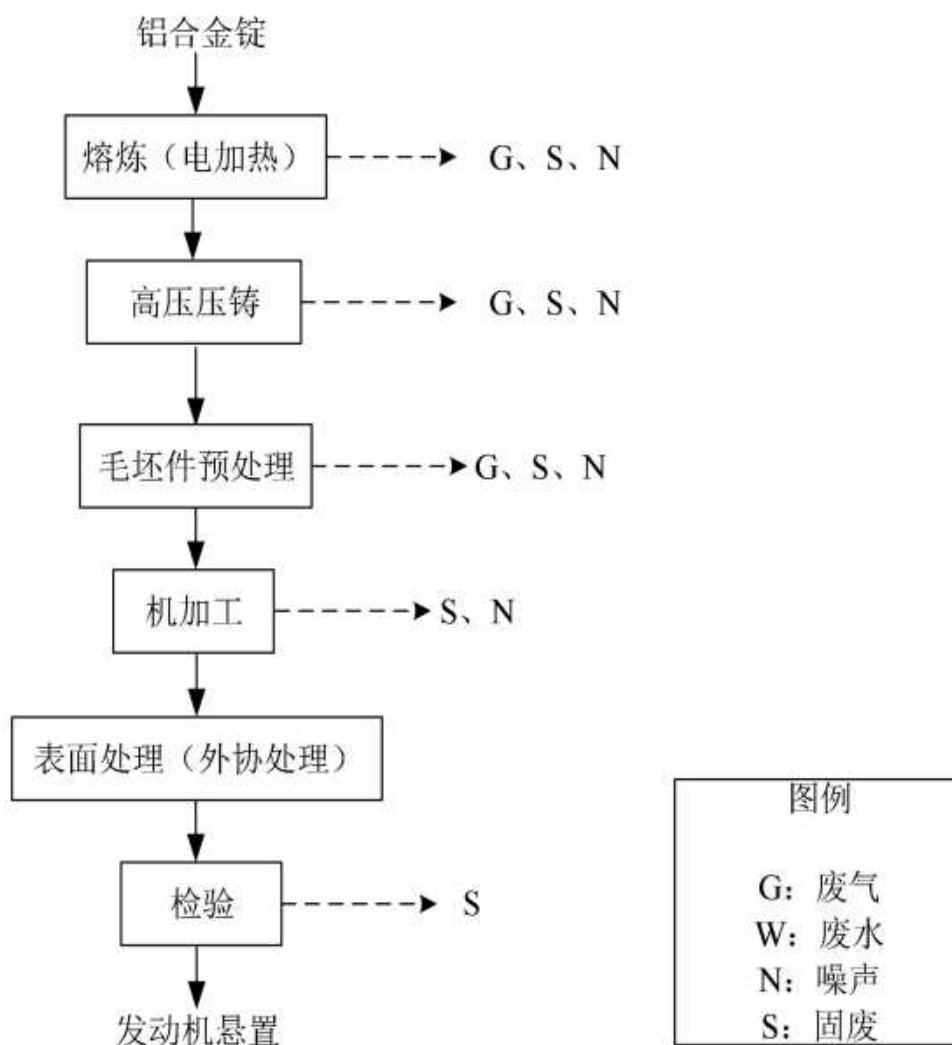 铝合金锭
熔炼（电加热）
G、S、N
高压压铸
G、S、N
毛坯件预处理
G、S、N
机加工
S、N
表面处理（外协处理）
检验
S
发动机悬置
图例
G：废气
W：废水
N：噪声
S：固废